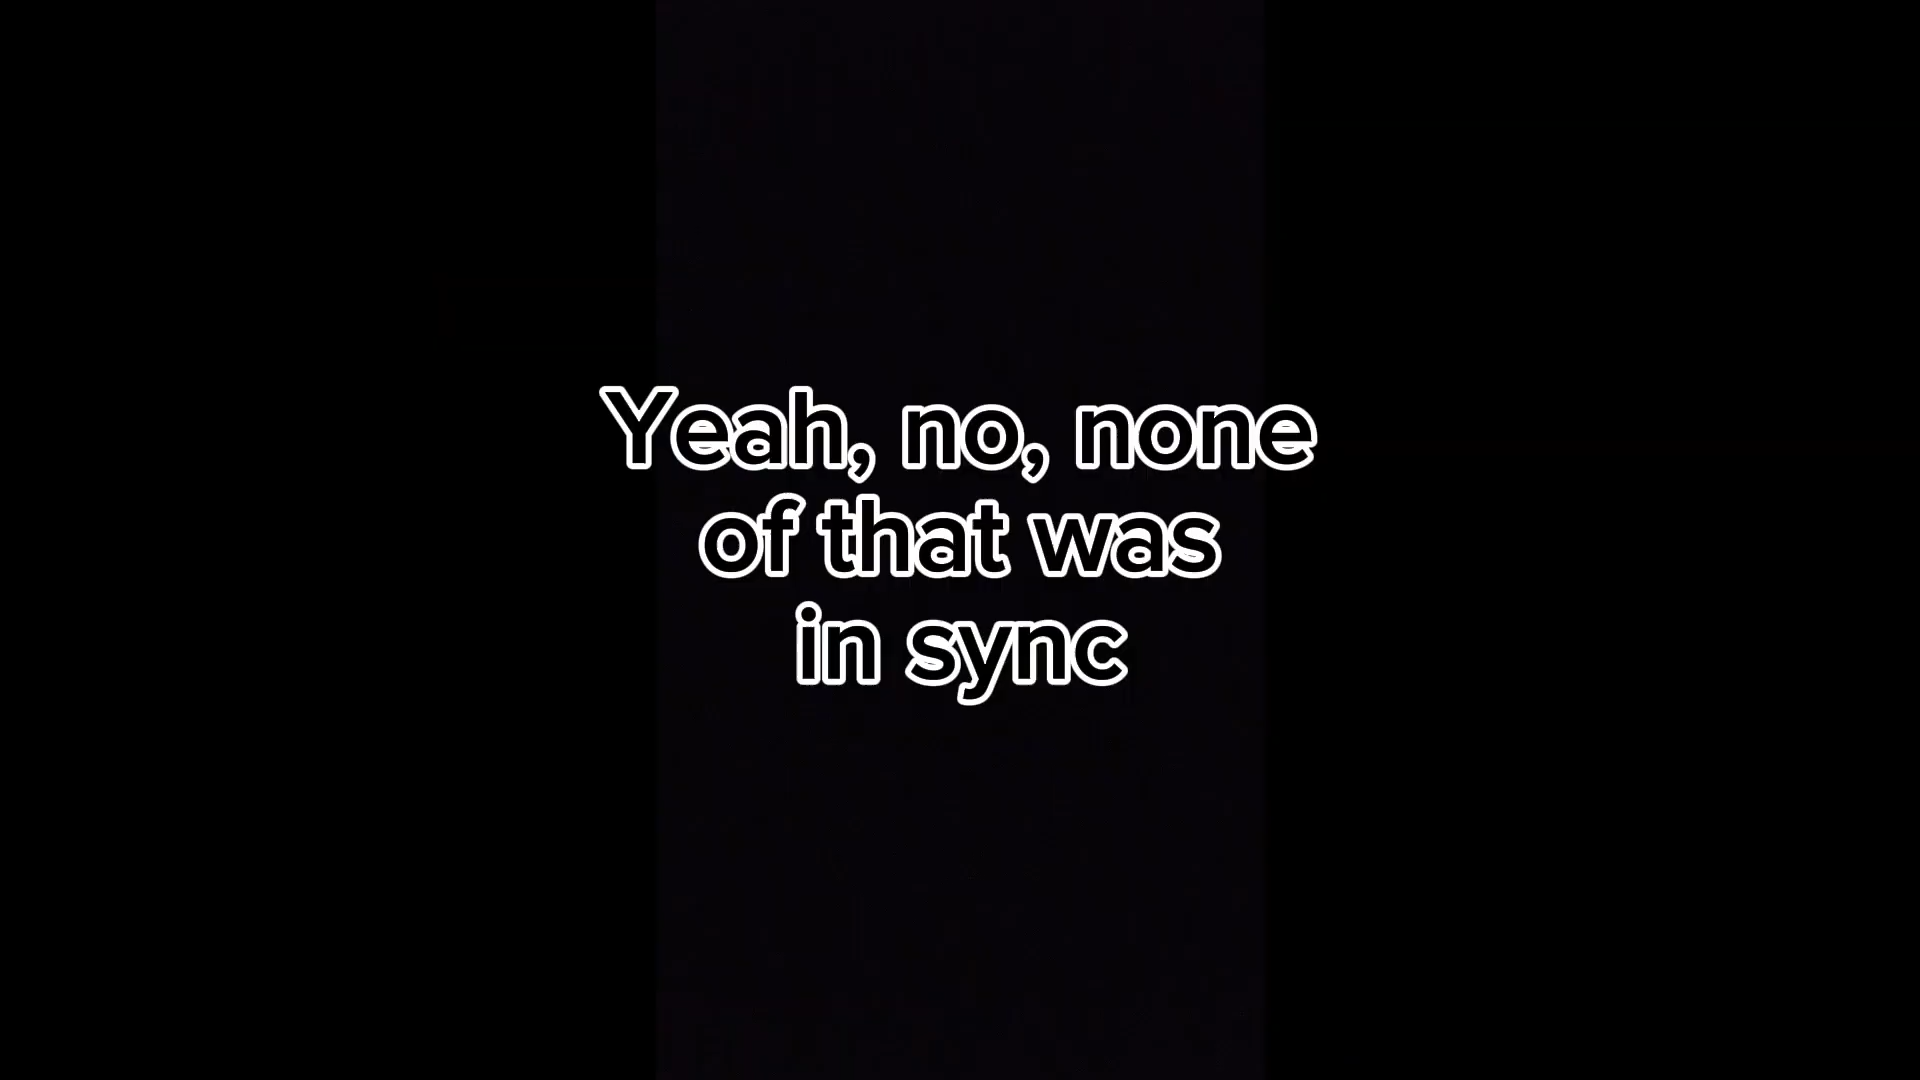 Yeah, no, none
of that was
in sync